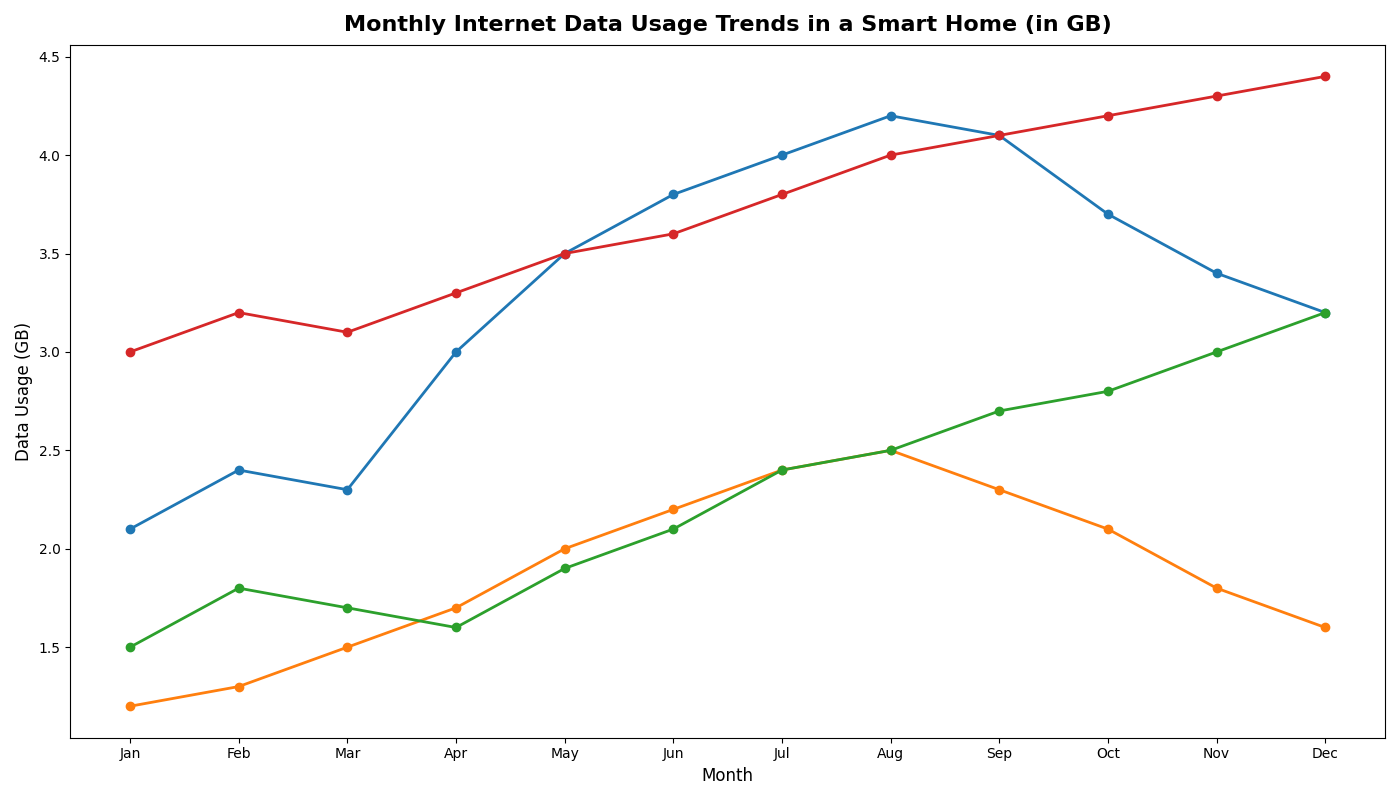 Monthly Internet Data Usage Trends in a Smart Home (in GB)
Data Usage (GB)
4.5
4.0
3.5
3.0
2.5
2.0
1.5
Jan Feb Mar Apr May Jun Jul Aug Sep Oct Nov Dec
Month